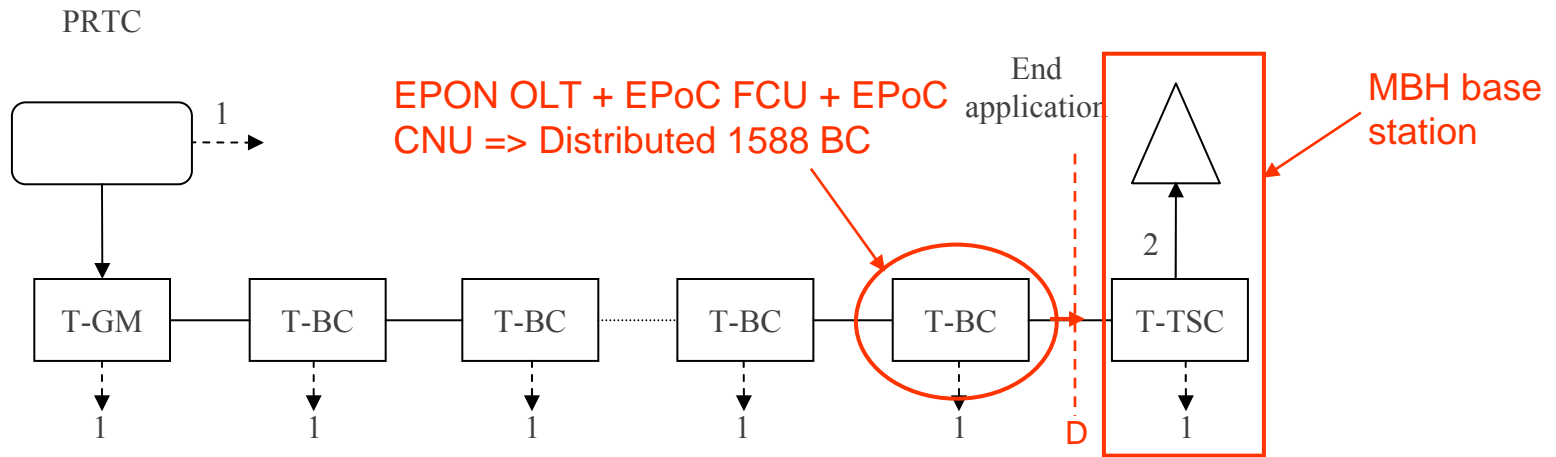 PRTC
1
EPON OLT + EPoC FCU + EPoC
CNU => Distributed 1588 BC
End
application
MBH base
station
2
T-GM
T-BC
T-BC
T-BC
T-BC
T-TSC
1
1
1
1
1
D
1